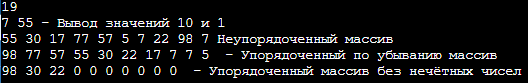 19
7 55 - Вывод значений 10 и 1
55 30 17 77 57 5 7 22 98 7 Неупорядоченный массив
98 77 57 55 30 22 17 7 7 5  - Упорядоченный по убыванию массив
98 30 22 0 0 0 0 0 0 0  - Упорядоченный массив без нечётных чисел